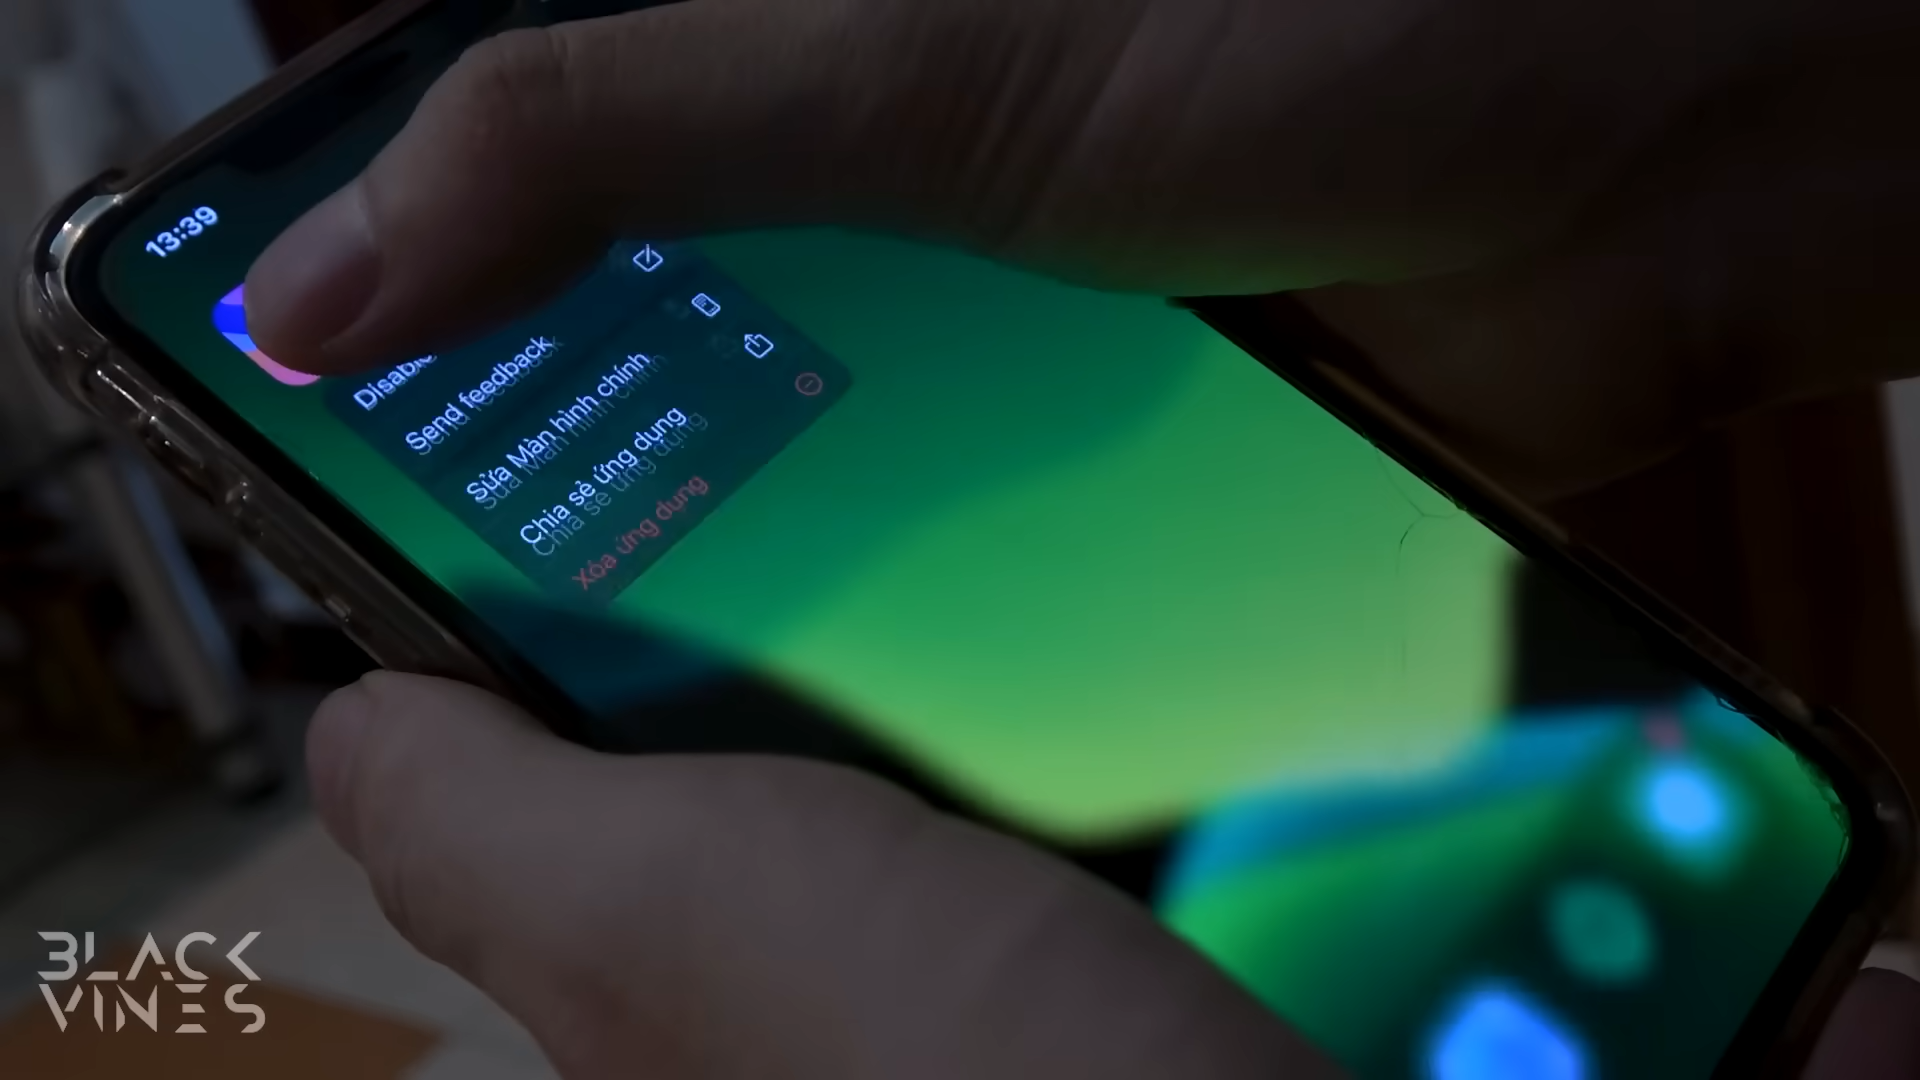 13:39
Send feedback
Sửa Màn hình chính
Chia sẻ ứng dụng
Xóa ứng dụng
BLACK
VINES